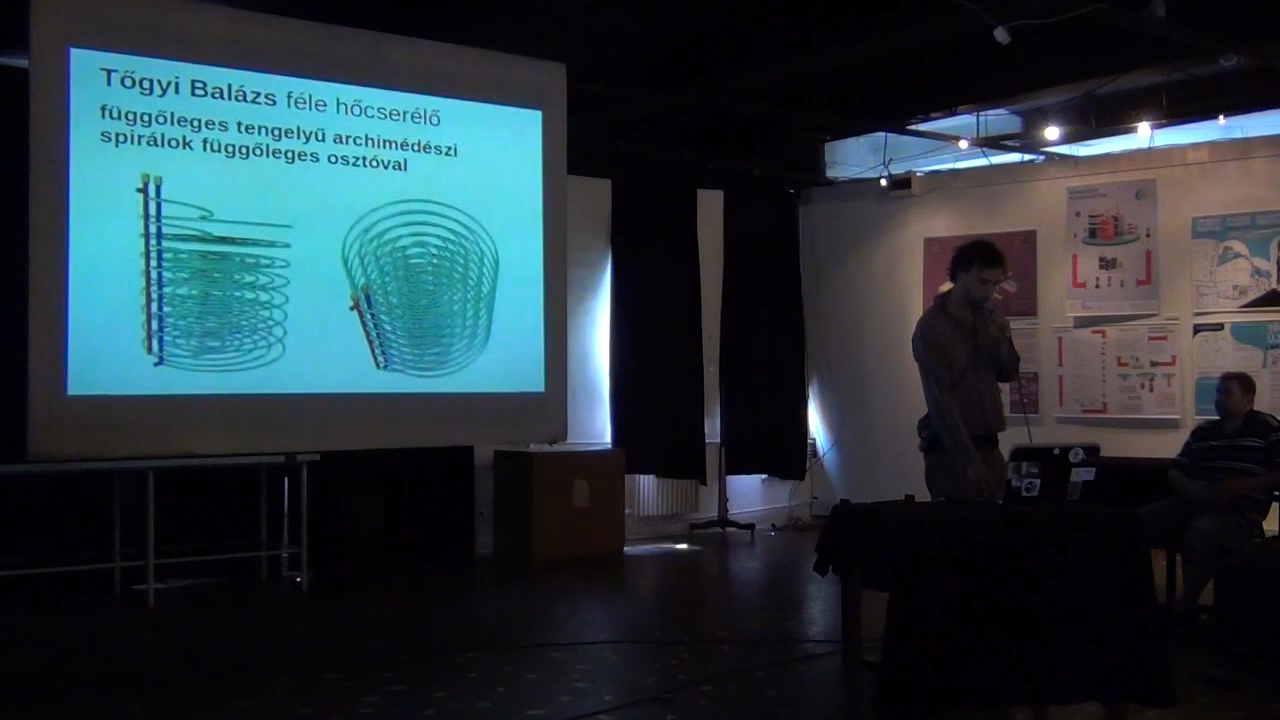 Tőgyi Balázs féle hőcserélő
függőleges tengelyű archimédészi
spirálok függőleges osztóval